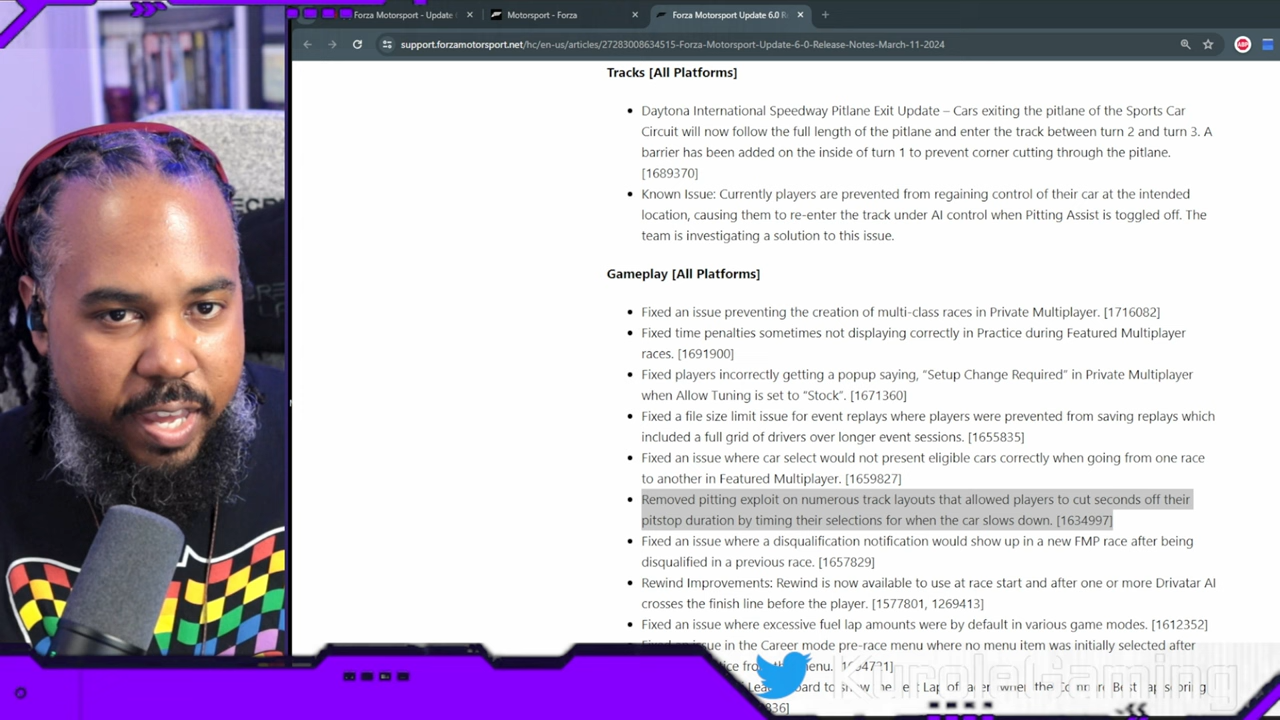 Forza Motorsport - Update
Motorsport - Forza
Forza Motorsport Update 6.0 R
support.forzamotorsport.net/hc/en-us/articles/27283008634515-Forza-Motorsport-Update-6-0-Release-Notes-March-11-2024
ABP
Tracks [All Platforms]
• Daytona International Speedway Pitlane Exit Update – Cars exiting the pitlane of the Sports Car
Circuit will now follow the full length of the pitlane and enter the track between turn 2 and turn 3. A
barrier has been added on the inside of turn 1 to prevent corner cutting through the pitlane.
[1689370]
• Known Issue: Currently players are prevented from regaining control of their car at the intended
location, causing them to re-enter the track under AI control when Pitting Assist is toggled off. The
team is investigating a solution to this issue.
Gameplay [All Platforms]
• Fixed an issue preventing the creation of multi-class races in Private Multiplayer. [1716082]
• Fixed time penalties sometimes not displaying correctly in Practice during Featured Multiplayer
races. [1691900]
• Fixed players incorrectly getting a popup saying, “Setup Change Required” in Private Multiplayer
when Allow Tuning is set to “Stock”. [1671360]
• Fixed a file size limit issue for event replays where players were prevented from saving replays which
included a full grid of drivers over longer event sessions. [1655835]
• Fixed an issue where car select would not present eligible cars correctly when going from one race
to another in Featured Multiplayer. [1659827]
• Removed pitting exploit on numerous track layouts that allowed players to cut seconds off their
pitstop duration by timing their selections for when the car slows down. [1634997]
• Fixed an issue where a disqualification notification would show up in a new FMP race after being
disqualified in a previous race. [1657829]
• Rewind Improvements: Rewind is now available to use at race start and after one or more Drivatar AI
crosses the finish line before the player. [1577801, 1269413]
• Fixed an issue where excessive fuel lap amounts were by default in various game modes. [1612352]
issue in the Career mode pre-race menu where no menu item was initially selected after
KuroleGaming